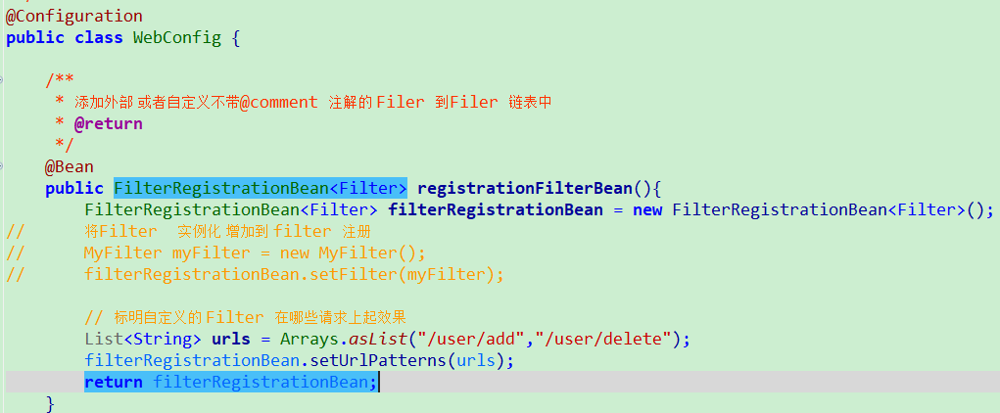 @Configuration
public class WebConfig {
/**
* 添加外部 或者自定义不带@comment 注解的 Filer 到Filer 链表中
* @return
*/
@Bean
public FilterRegistrationBean<Filter> registrationFilterBean(){
FilterRegistrationBean<Filter> filterRegistrationBean = new FilterRegistrationBean<Filter>();
// 将Filter 实例化 增加到 filter 注册
// MyFilter myFilter = new MyFilter();
// filterRegistrationBean.setFilter(myFilter);
// 标明自定义的 Filter 在哪些请求上起效果
List<String> urls = Arrays.asList("/user/add","/user/delete");
filterRegistrationBean.setUrlPatterns(urls);
return filterRegistrationBean;
}